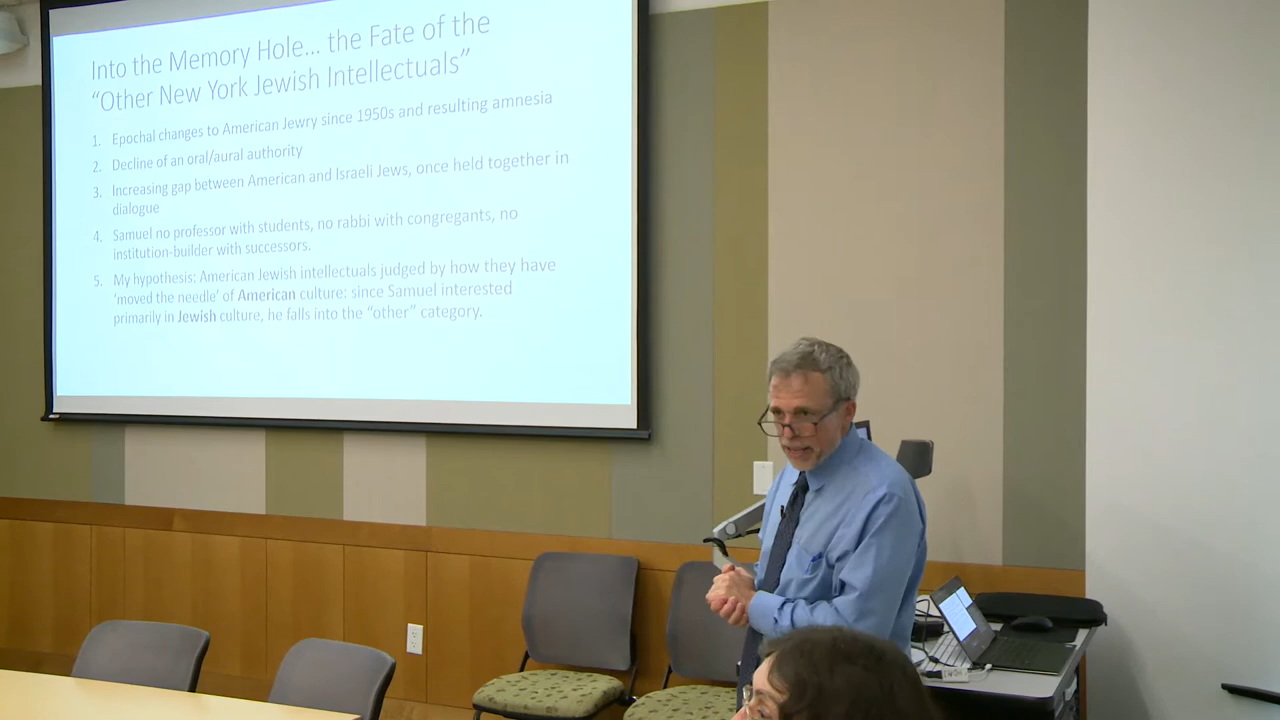 Into the Memory Hole... the Fate of the
“Other New York Jewish Intellectuals”
1. Epochal changes to American Jewry since 1950s and resulting amnesia
2. Decline of an oral/aural authority
3. Increasing gap between American and Israeli Jews, once held together in
dialogue
4. Samuel no professor with students, no rabbi with congregants, no
institution-builder with successors.
5. My hypothesis: American Jewish intellectuals judged by how they have
‘moved the needle’ of American culture: since Samuel interested
primarily in Jewish culture, he falls into the “other” category.